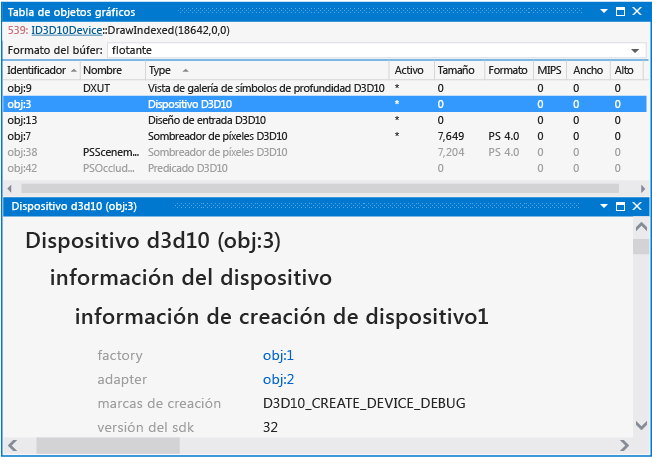 Tabla de objetos gráficos
539: ID3D10Device::DrawIndexed(18642,0,0)
Formato del búfer: flotante
Identificador Nombre Type Activo Tamaño Formato MIPS Ancho Alto
obj:9 DXUT Vista de galería de símbolos de profundidad D3D10 * 0 0 0 0
obj:3 Dispositivo D3D10 * 0 0 0 0
obj:13 Diseño de entrada D3D10 * 0 0 0 0
obj:7 Sombreador de píxeles D3D10 * 7,649 PS 4.0 0 0 0
obj:38 PSScenem... Sombreador de píxeles D3D10 7,204 PS 4.0 0 0 0
obj:42 PSOcclud... Predicado D3D10 0 0 0 0
Dispositivo d3d10 (obj:3)
Dispositivo d3d10 (obj:3)
información del dispositivo
información de creación de dispositivo1
factory obj:1
adapter obj:2
marcas de creación D3D10_CREATE_DEVICE_DEBUG
versión del sdk 32